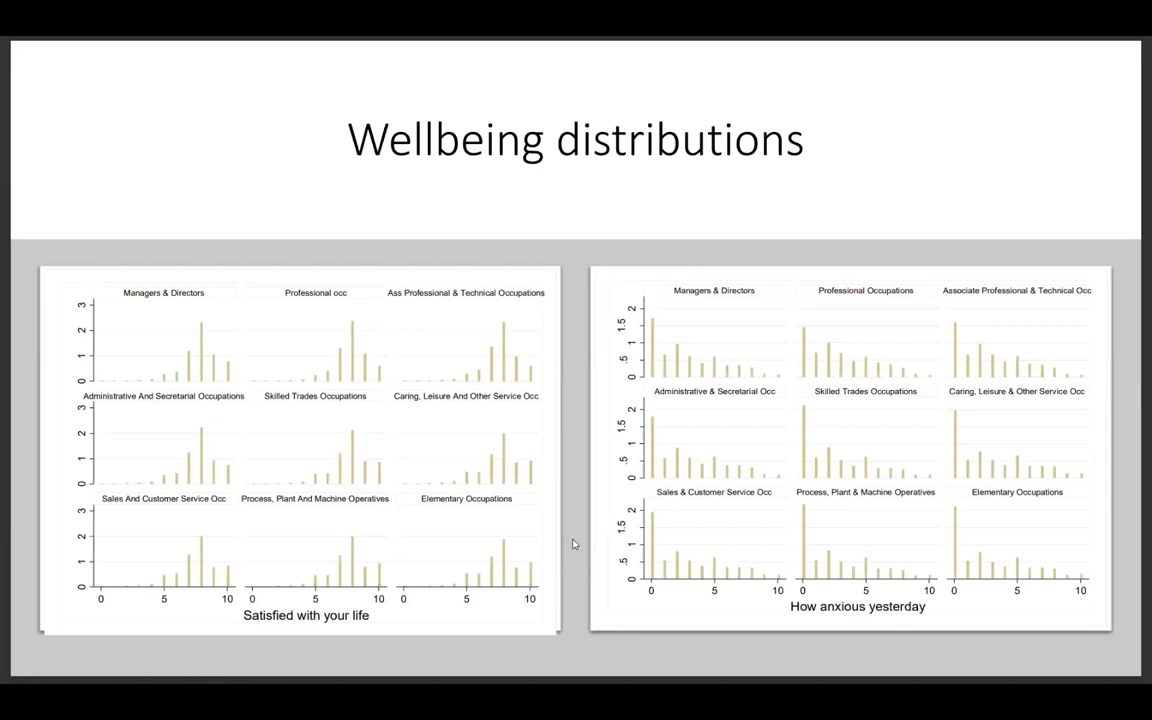 Wellbeing distributions
Managers & Directors
Professional occ
Ass Professional & Technical Occupations
3
2
1
0
Administrative And Secretarial Occupations
Skilled Trades Occupations
Caring, Leisure And Other Service Occ
3
2
1
0
Sales And Customer Service Occ
Process, Plant And Machine Operatives
Elementary Occupations
3
2
1
0
0 5 10 0 5 10 0 5 10
Satisfied with your life
Managers & Directors
Professional Occupations
Associate Professional & Technical Occ
2
1.5
1
.5
0
Administrative & Secretarial Occ
Skilled Trades Occupations
Caring, Leisure & Other Service Occ
2
1.5
1
.5
0
Sales & Customer Service Occ
Process, Plant & Machine Operatives
Elementary Occupations
2
1.5
1
.5
0
0 5 10 0 5 10 0 5 10
How anxious yesterday